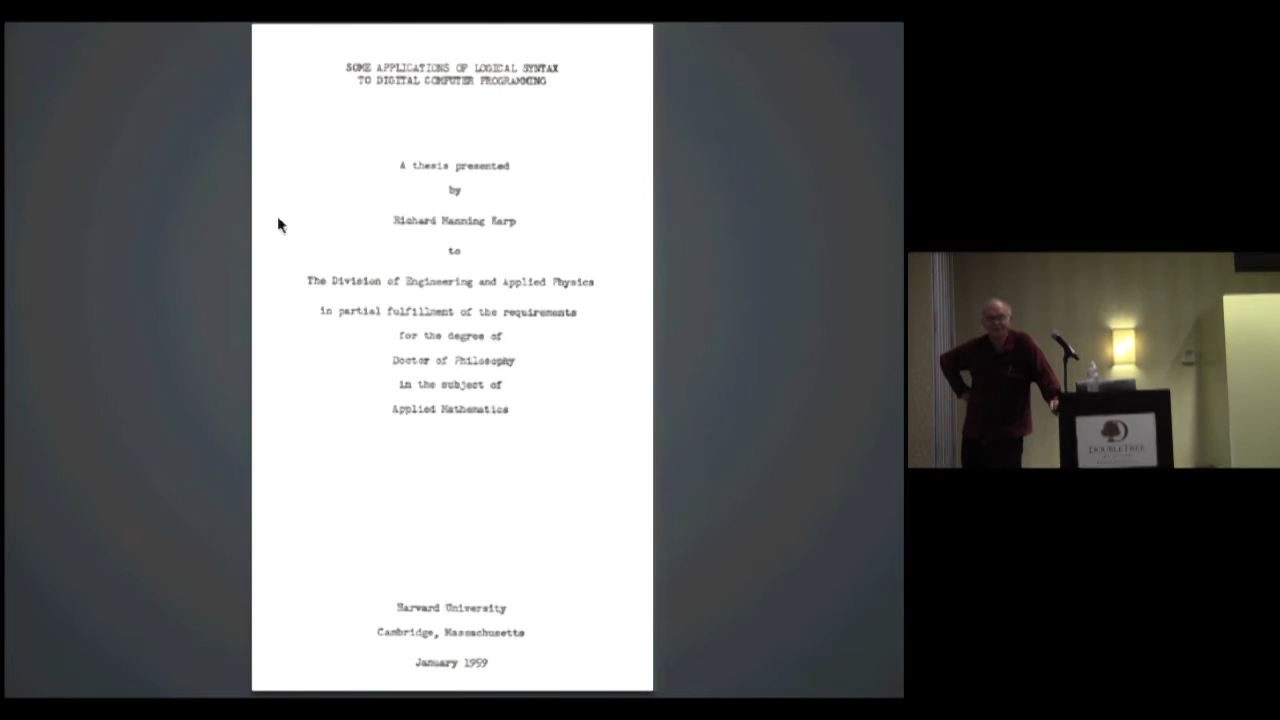 SOME APPLICATIONS OF LOGICAL SYNTAX
TO DIGITAL COMPUTER PROGRAMMING
A thesis presented
by
Richard Manning Karp
to
The Division of Engineering and Applied Physics
in partial fulfillment of the requirements
for the degree of
Doctor of Philosophy
in the subject of
Applied Mathematics
Harvard University
Cambridge, Massachusetts
January 1959
DOUBLETREE